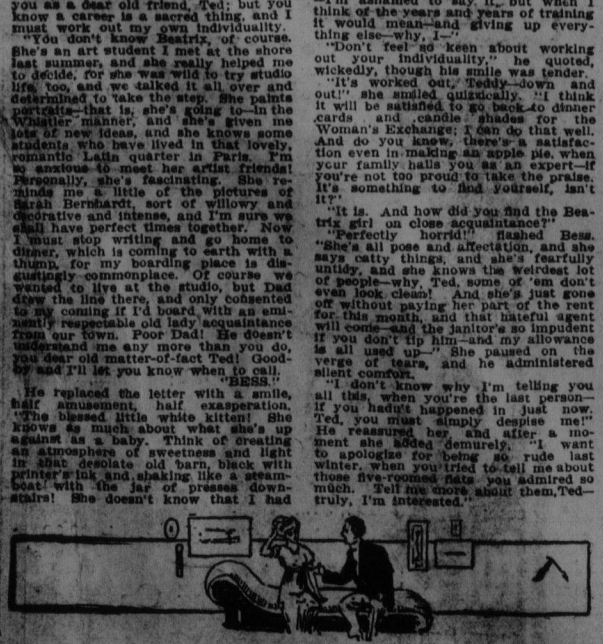 you as a dear old friend, Ted; but you
know a career is a sacred thing, and I
must work out my own individuality.
"You don't know Beatrix, of course.
She's an art student I met at the shore
last summer, and she really helped me
to decide, for she was wild to try studio
life, too, and we talked it all over and
determined to take the step. She paints
portraits—that is, she's going to—in the
Whistler manner, and she's given me
lots of new ideas, and she knows some
students who have lived in that lovely,
romantic Latin quarter in Paris. I'm
so anxious to meet her artist friends!
Personally, she's fascinating. She re-
minds me a little of the pictures of
Sarah Bernhardt, sort of willowy and
decorative and intense, and I'm sure we
shall have perfect times together. Now
I must stop writing and go home to
dinner, which is coming to earth with a
thump, for my boarding place is dis-
gustingly commonplace. Of course we
wanted to live at the studio, but Dad
drew the line there, and only consented
to my coming if I'd board with an emi-
nently respectable old lady acquaintance
from our town. Poor Dad! He doesn't
understand me any more than you do,
you dear old matter-of-fact Ted! Good-
by and I'll let you know when to call.
"BESS."
He replaced the letter with a smile,
half amusement, half exasperation.
"The blessed little white kitten! She
knows as much about what she's up
against as a baby. Think of creating
an atmosphere of sweetness and light
in that desolate old barn, black with
printer's ink and shaking like a steam-
boat with the jar of presses down-
stairs! She doesn't know that I had
I'm ashamed to say it, but when I
think of the years and years of training
it would mean—and giving up every-
thing else—why, I—"
"Don't feel so keen about working
out your individuality," he quoted,
wickedly, though his smile was tender.
"It's worked out, Teddy—down and
out!" she smiled quizzically. "I think
it will be satisfied to go back to dinner
cards and candle shades for the
Woman's Exchange; I can do that well.
And do you know, there's a satisfac-
tion even in making an apple pie, when
your family hails you as an expert—if
you're not too proud to take the praise.
It's something to find yourself, isn't
it?"
"It is. And how did you find the Bea-
trix girl on close acquaintance?"
"Perfectly horrid!" flashed Bess.
"She's all pose and affectation, and she
says catty things, and she's fearfully
untidy, and she knows the weirdest lot
of people—why, Ted, some of 'em don't
even look clean! And she's just gone
off without paying her part of the rent
for this month, and that hateful agent
will come—and the janitor's so impudent
if you don't tip him—and my allowance
is all used up—" She paused on the
verge of tears, and he administered
silent comfort.
"I don't know why I'm telling you
all this, when you're the last person—
if you hadn't happened in just now.
Ted, you must simply despise me!"
He reassured her, and after a mo-
ment she added demurely, "I want
to apologize for being so rude last
winter, when you tried to tell me about
those five-roomed flats you admired so
much. Tell me more about them, Ted—
truly, I'm interested."